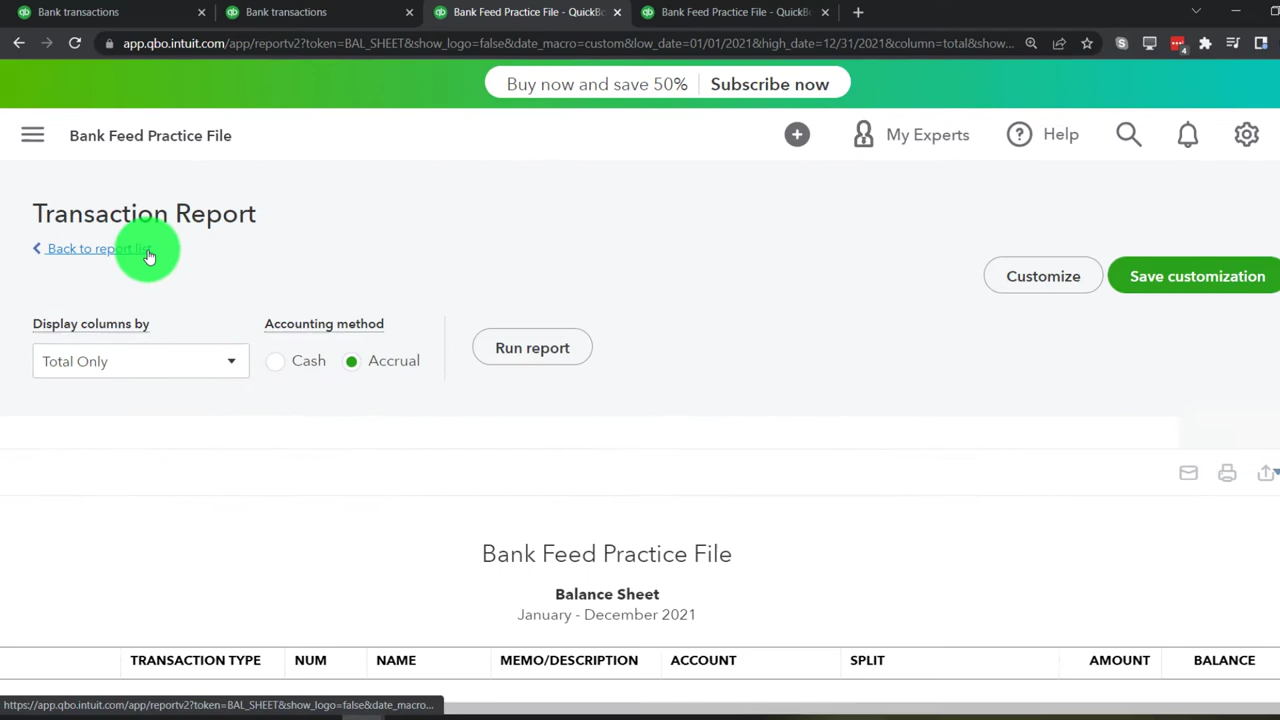 Bank transactions
Bank transactions
Bank Feed Practice File - QuickBo
Bank Feed Practice File - QuickB
app.qbo.intuit.com/app/reportv2?token=BAL_SHEET&show_logo=false&date_macro=custom&low_date=01/01/2021&high_date=12/31/2021&column=total&show...
4
Buy now and save 50%
Subscribe now
Bank Feed Practice File
My Experts
Help
Transaction Report
Back to report list
Customize
Save customization
Display columns by
Accounting method
Total Only
Cash
Accrual
Run report
Bank Feed Practice File
Balance Sheet
January - December 2021
TRANSACTION TYPE NUM NAME MEMO/DESCRIPTION ACCOUNT SPLIT AMOUNT BALANCE
https://app.qbo.intuit.com/app/reportv2?token=BAL_SHEET&show_logo=false&date_macro...